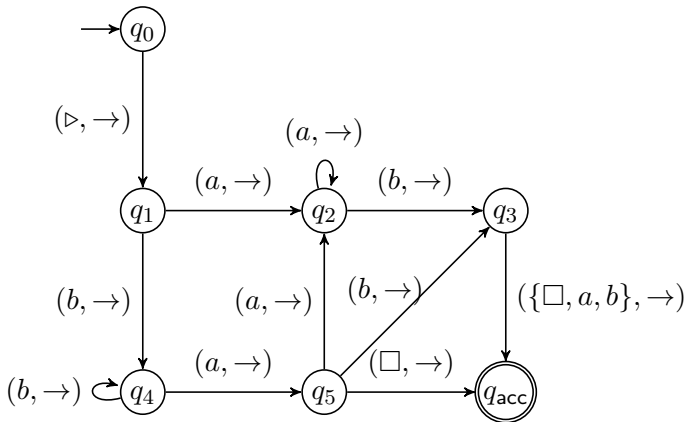 q0
(▷, →)
(a, →)
(a, →) (b, →)
q1 q2 q3
(b, →) (a, →) (b, →) ({□, a, b}, →)
(a, →) (□, →)
(b, →) q4 q5 qacc